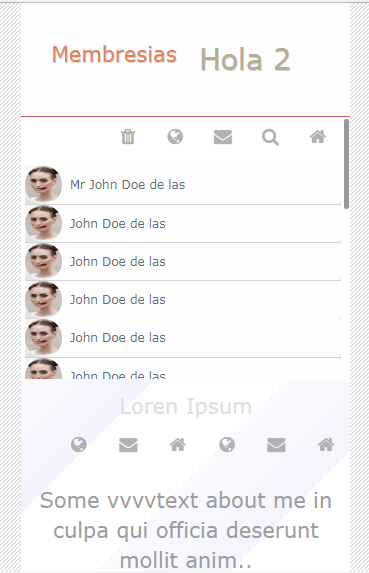 Membresias Hola 2
Mr John Doe de las
John Doe de las
John Doe de las
John Doe de las
John Doe de las
John Doe de las
Loren Ipsum
Some vvvvtext about me in
culpa qui officia deserunt
mollit anim..